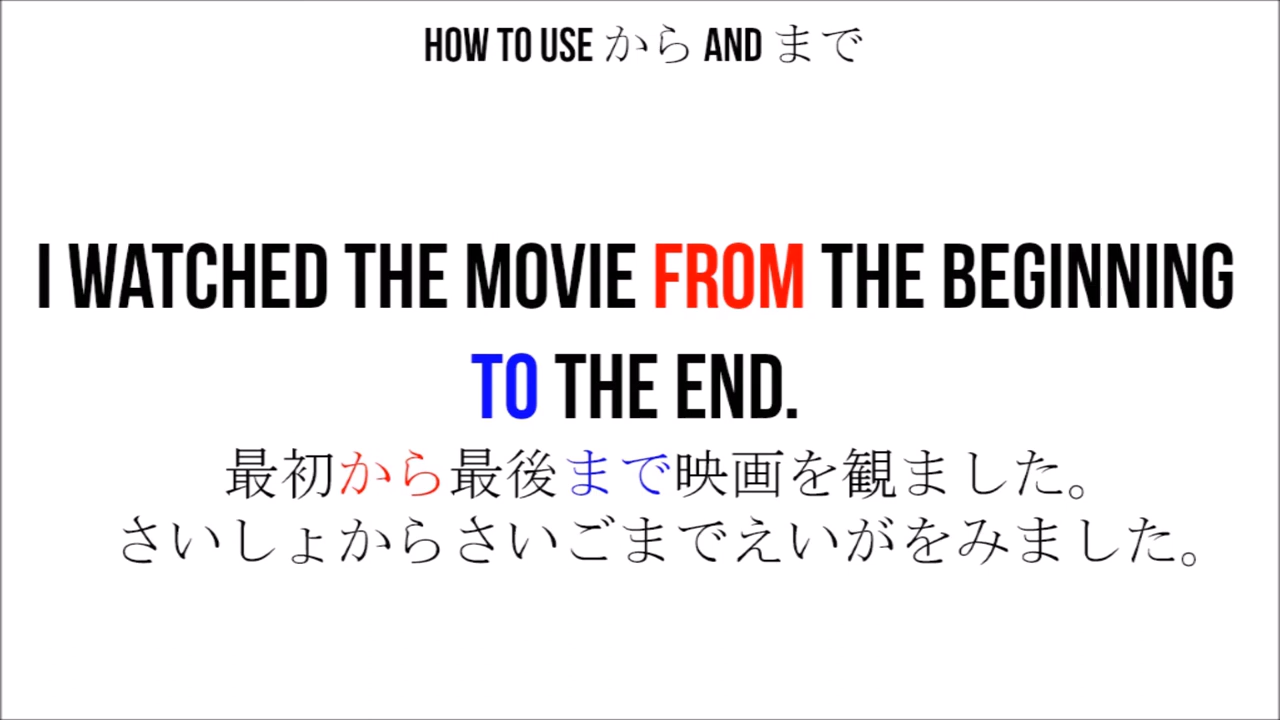 HOW TO USE から AND まで
I WATCHED THE MOVIE FROM THE BEGINNING
TO THE END.
最初から最後まで映画を観ました。
さいしょからさいごまでえいがをみました。